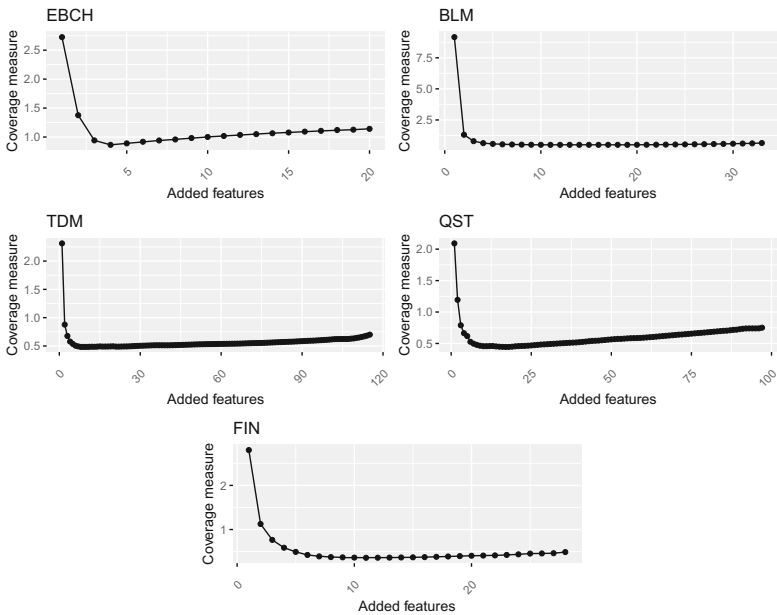 EBCH
Coverage measure
2.5
2.0
1.5
1.0
5
10
15
20
Added features
BLM
Coverage measure
7.5
5.0
2.5
0
10
20
30
Added features
TDM
Coverage measure
2.0
1.5
1.0
0.5
0
30
60
90
120
Added features
QST
Coverage measure
2.0
1.5
1.0
0.5
0
25
50
75
100
Added features
FIN
Coverage measure
2
1
0
10
20
Added features